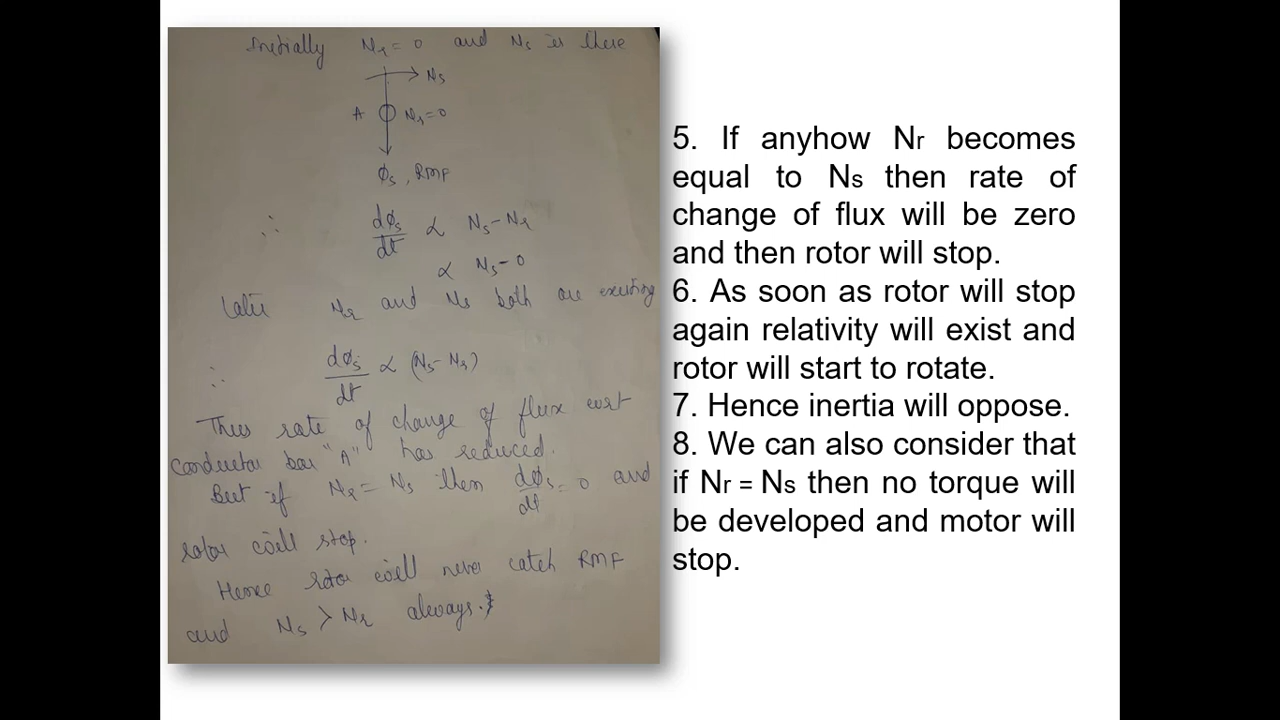 Initially Nr = 0 and Ns is there
Ns
A Nr = 0
ϕs, RMF
∴ dϕs/dt ∝ Ns - Nr
∝ Ns - 0
Later Nr and Ns both are existing
∴ dϕs/dt ∝ (Ns - Nr)
Thus rate of change of flux wrt
conductor bar "A" has reduced.
But if Nr = Ns then dϕs/dt = 0 and
rotor will stop.
Hence rotor will never catch RMF
and Ns > Nr always.
5. If anyhow Nr becomes
equal to Ns then rate of
change of flux will be zero
and then rotor will stop.
6. As soon as rotor will stop
again relativity will exist and
rotor will start to rotate.
7. Hence inertia will oppose.
8. We can also consider that
if Nr = Ns then no torque will
be developed and motor will
stop.